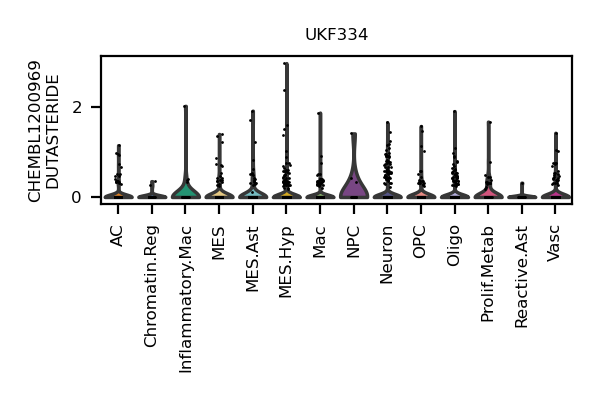 UKF334
CHEMBL1200969
DUTASTERIDE
2
0
AC
Chromatin.Reg
Inflammatory.Mac
MES
MES.Ast
MES.Hyp
Mac
NPC
Neuron
OPC
Oligo
Prolif.Metab
Reactive.Ast
Vasc